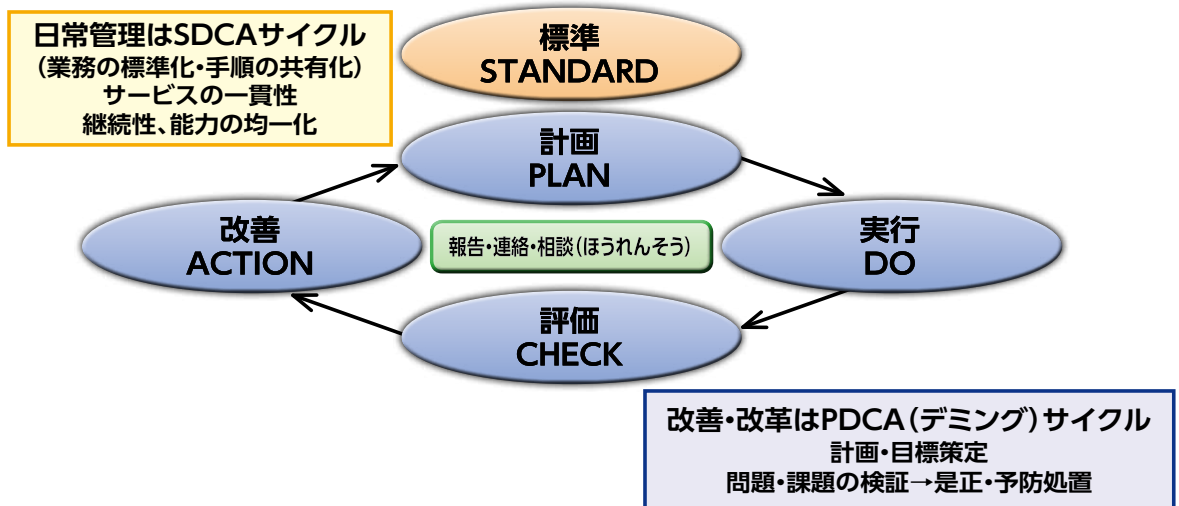 日常管理はSDCAサイクル
（業務の標準化・手順の共有化）
サービスの一貫性
継続性、能力の均一化
標準
STANDARD
計画
PLAN
改善
ACTION
報告・連絡・相談（ほうれんそう）
実行
DO
評価
CHECK
改善・改革はPDCA（デミング）サイクル
計画・目標策定
問題・課題の検証→是正・予防処置